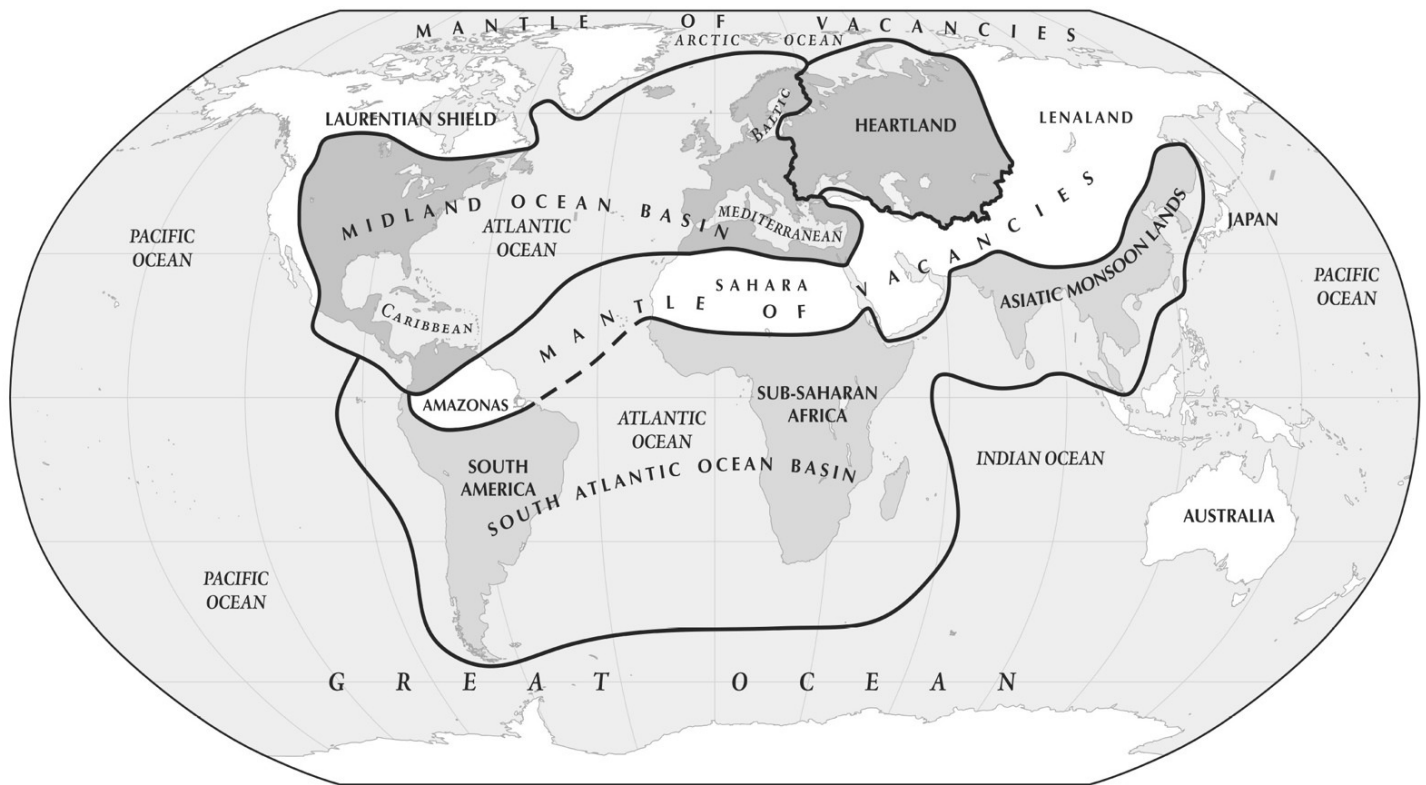 MANTLE OF VACANCIES
ARCTIC OCEAN
LAURENTIAN SHIELD
BALTIC
HEARTLAND
LENALAND
MIDLAND OCEAN BASIN
ATLANTIC
OCEAN
MEDITERRANEAN
PACIFIC
OCEAN
JAPAN
ASIATIC MONSOON LANDS
PACIFIC
OCEAN
SAHARA
MANTLE OF VACANCIES
CARIBBEAN
AMAZONAS
SUB-SAHARAN
AFRICA
ATLANTIC
OCEAN
INDIAN OCEAN
SOUTH
AMERICA
SOUTH ATLANTIC OCEAN BASIN
AUSTRALIA
PACIFIC
OCEAN
GREAT OCEAN